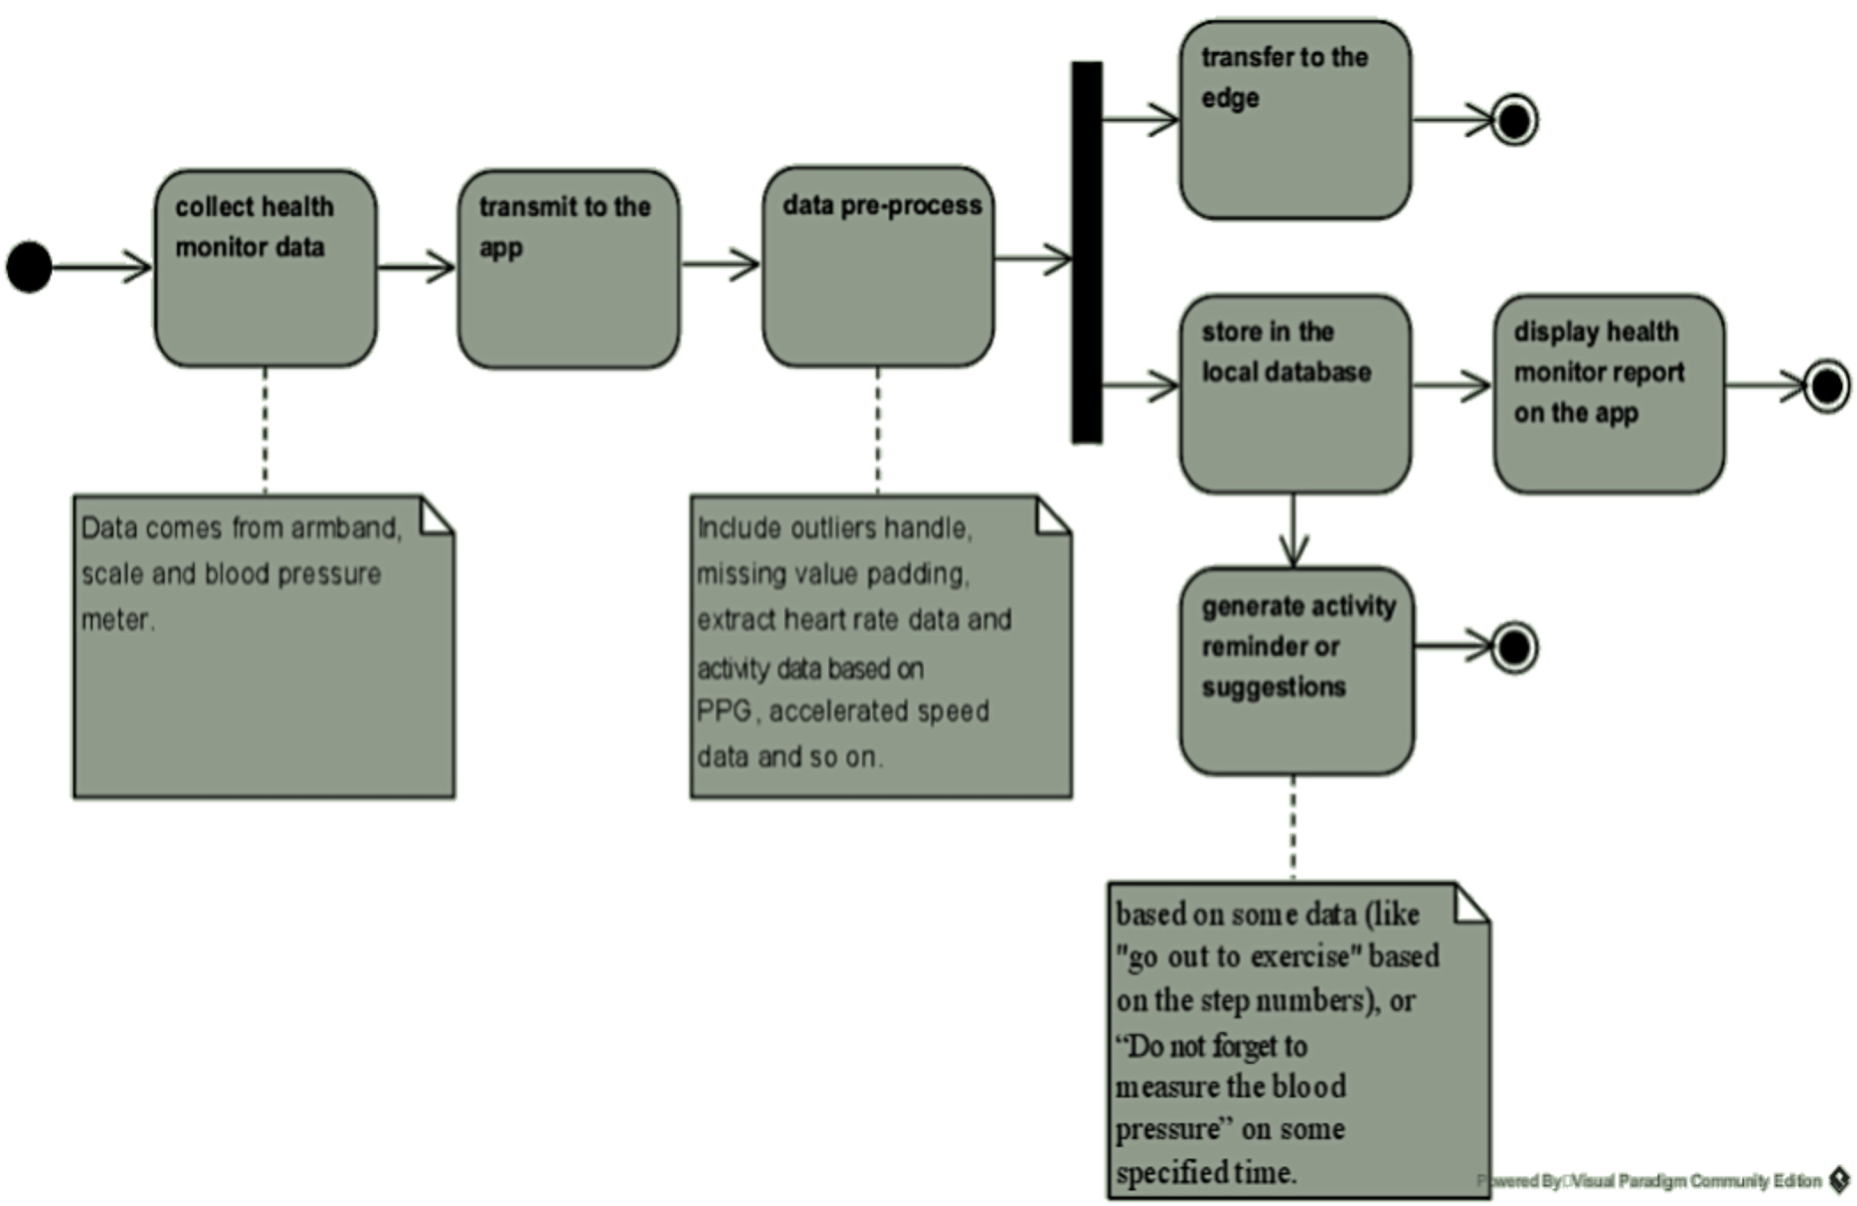 transfer to the
edge
collect health
monitor data
transmit to the
app
data pre-process
store in the
local database
display health
monitor report
on the app
Data comes from armband,
scale and blood pressure
meter.
Include outliers handle,
missing value padding,
extract heart rate data and
activity data based on
PPG, accelerated speed
data and so on.
generate activity
reminder or
suggestions
based on some data (like
"go out to exercise" based
on the step numbers), or
“Do not forget to
measure the blood
pressure” on some
specified time.
Powered By Visual Paradigm Community Edition